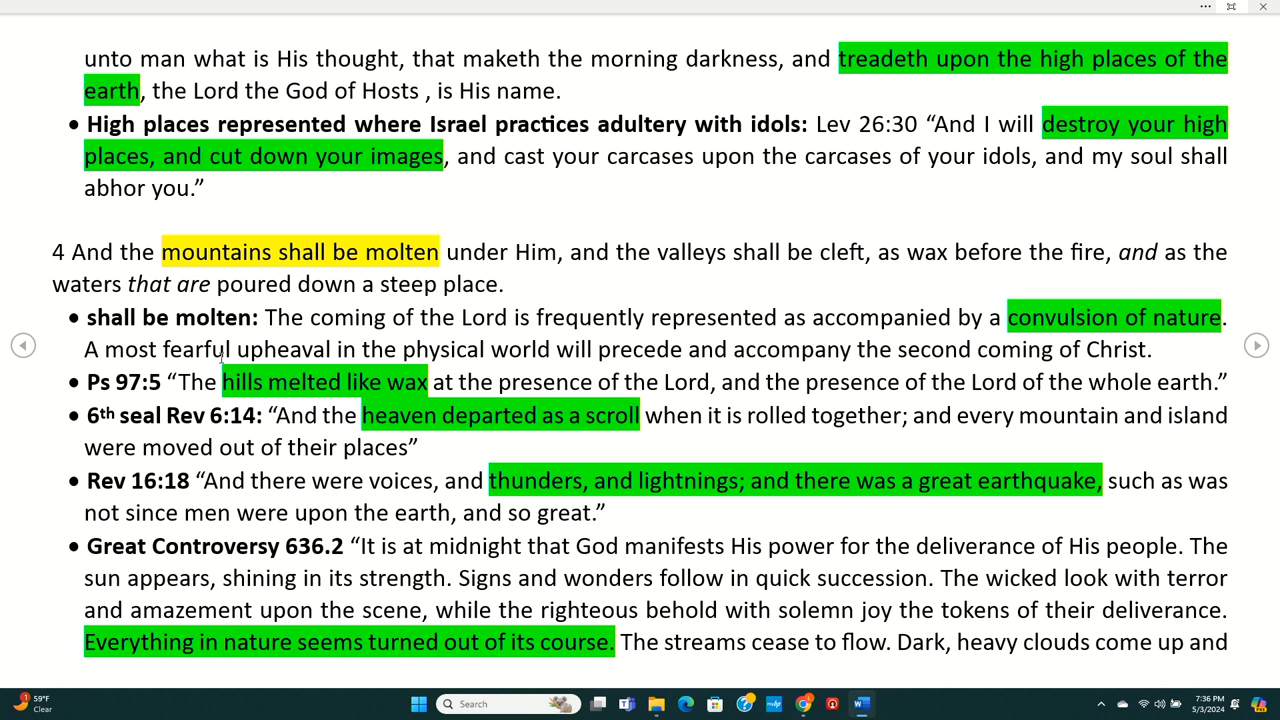 unto man what is His thought, that maketh the morning darkness, and treadeth upon the high places of the
earth, the Lord the God of Hosts , is His name.
• High places represented where Israel practices adultery with idols: Lev 26:30 “And I will destroy your high
places, and cut down your images, and cast your carcases upon the carcases of your idols, and my soul shall
abhor you.”
4 And the mountains shall be molten under Him, and the valleys shall be cleft, as wax before the fire, and as the
waters that are poured down a steep place.
• shall be molten: The coming of the Lord is frequently represented as accompanied by a convulsion of nature.
A most fearful upheaval in the physical world will precede and accompany the second coming of Christ.
• Ps 97:5 “The hills melted like wax at the presence of the Lord, and the presence of the Lord of the whole earth.”
• 6th seal Rev 6:14: “And the heaven departed as a scroll when it is rolled together; and every mountain and island
were moved out of their places”
• Rev 16:18 “And there were voices, and thunders, and lightnings; and there was a great earthquake, such as was
not since men were upon the earth, and so great.”
• Great Controversy 636.2 “It is at midnight that God manifests His power for the deliverance of His people. The
sun appears, shining in its strength. Signs and wonders follow in quick succession. The wicked look with terror
and amazement upon the scene, while the righteous behold with solemn joy the tokens of their deliverance.
Everything in nature seems turned out of its course. The streams cease to flow. Dark, heavy clouds come up and
1
59°F
Clear
Search
7:36 PM
5/3/2024